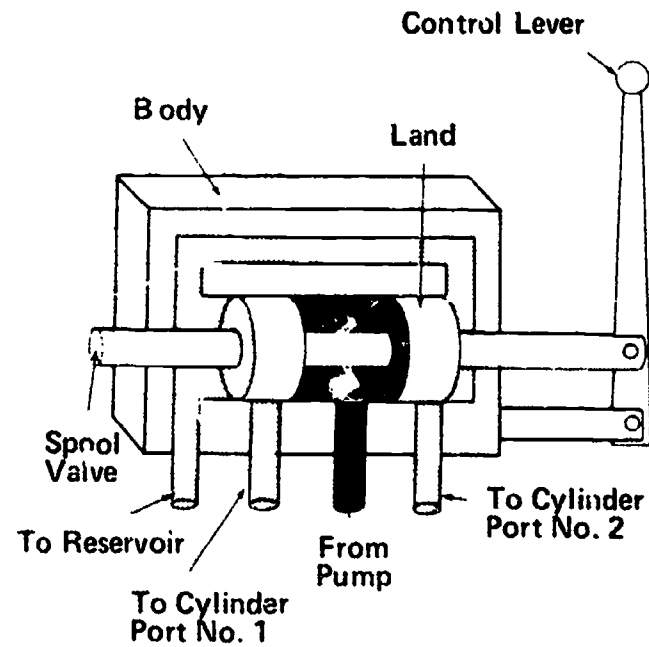 Control Lever
Body
Land
Spool
Valve
To Reservoir
To Cylinder
Port No. 1
From
Pump
To Cylinder
Port No. 2